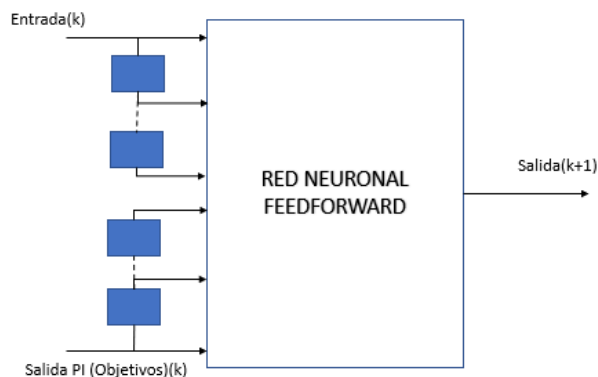 Entrada(k)
RED NEURONAL
FEEDFORWARD
Salida(k+1)
Salida PI (Objetivos)(k)